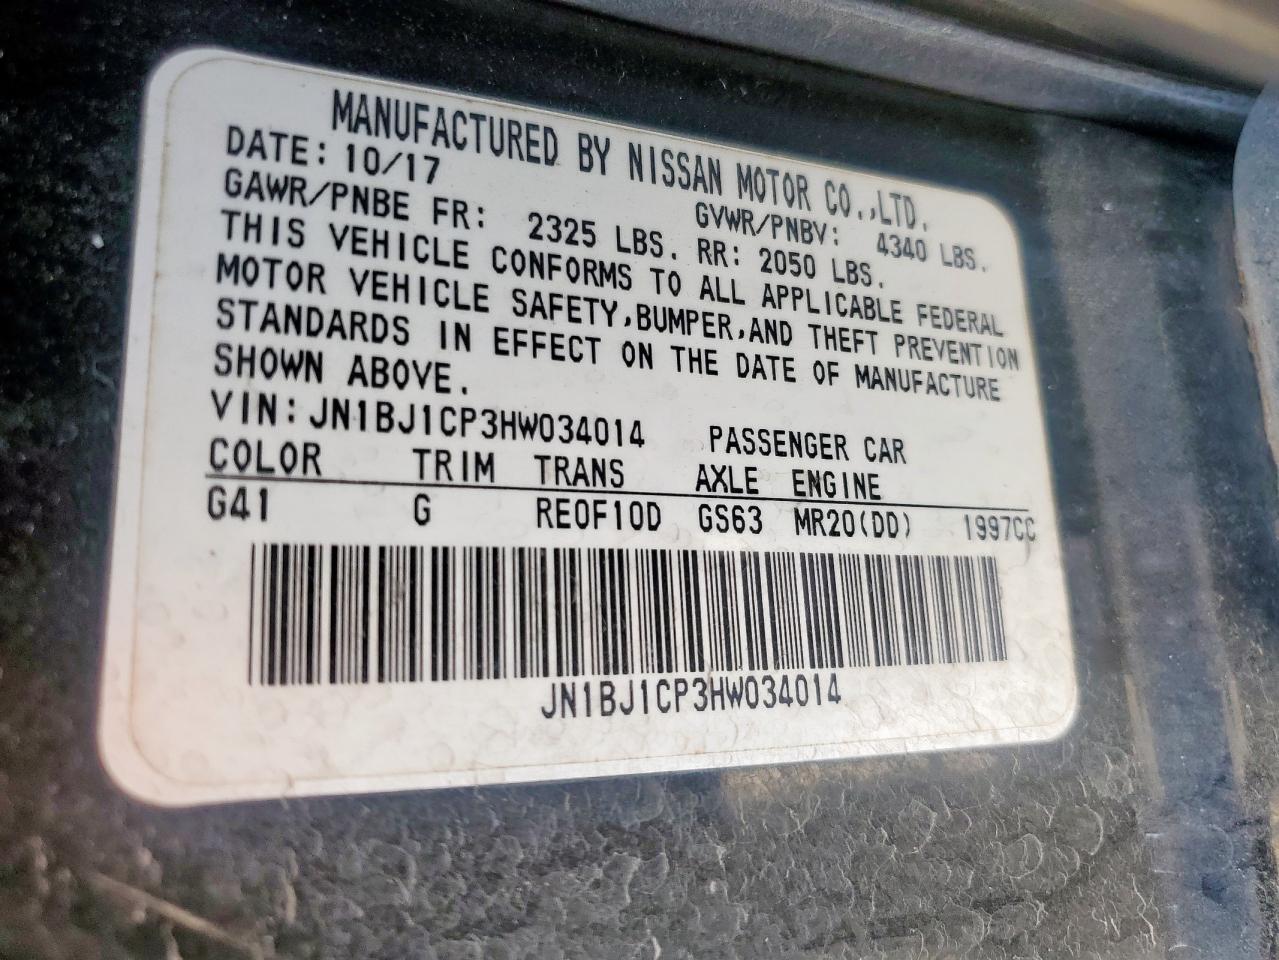 MANUFACTURED BY NISSAN MOTOR CO.,LTD.
DATE: 10/17 GVWR/PNBV: 4340 LBS.
GAWR/PNBE FR: 2325 LBS. RR: 2050 LBS.
THIS VEHICLE CONFORMS TO ALL APPLICABLE FEDERAL
MOTOR VEHICLE SAFETY,BUMPER,AND THEFT PREVENTION
STANDARDS IN EFFECT ON THE DATE OF MANUFACTURE
SHOWN ABOVE.
VIN:JN1BJ1CP3HW034014 PASSENGER CAR
COLOR TRIM TRANS AXLE ENGINE
G41 G RE0F10D GS63 MR20(DD) 1997CC
JN1BJ1CP3HW034014